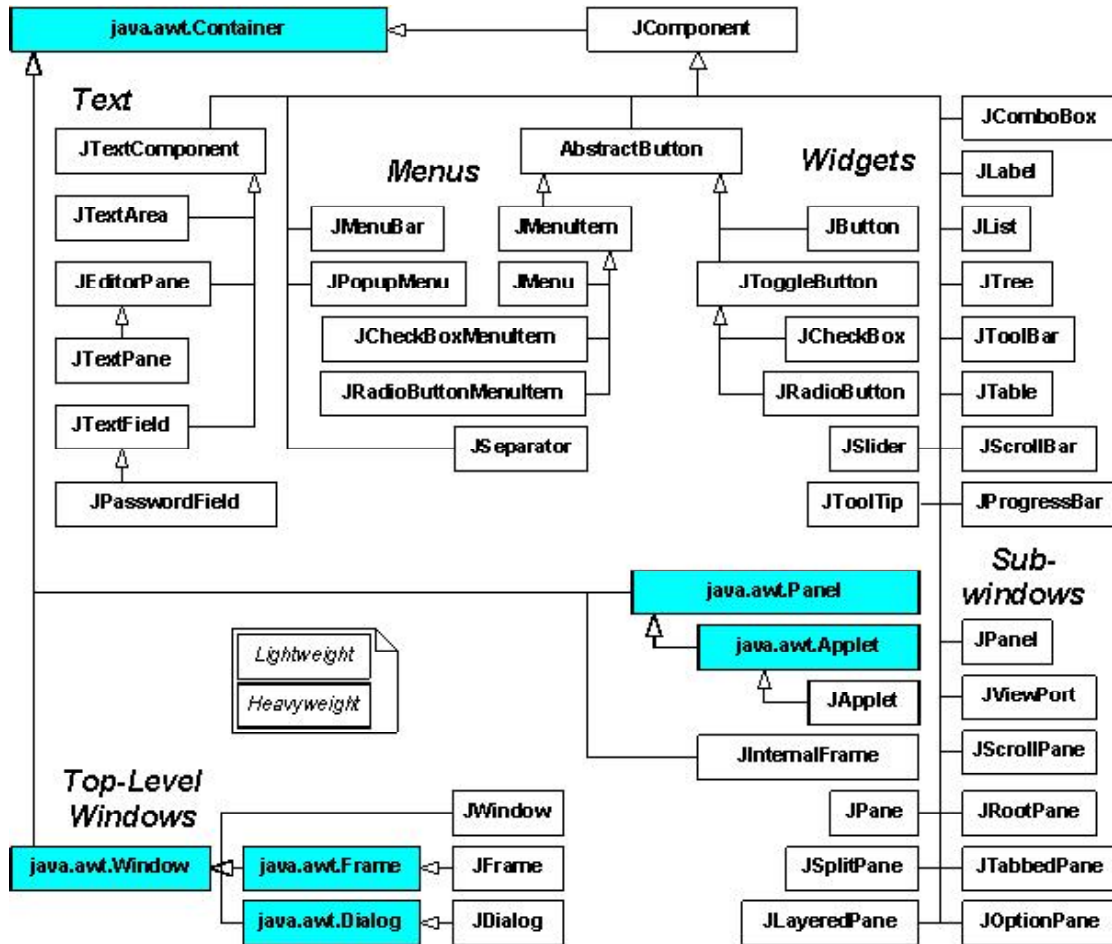 java.awt.Container
JComponent
Text
JComboBox
JTextComponent
AbstractButton
Menus
Widgets
JLabel
JTextArea
JMenuBar
JMenuItem
JButton
JList
JEditorPane
JPopupMenu
JMenu
JToggleButton
JTree
JCheckBoxMenuItem
JCheckBox
JToolBar
JTextPane
JRadioButtonMenuItem
JRadioButton
JTable
JTextField
JSeparator
JSlider
JScrollBar
JPasswordField
JToolTip
JProgressBar
Sub-
windows
java.awt.Panel
Lightweight
java.awt.Applet
JPanel
Heavyweight
JApplet
JViewPort
JInternalFrame
JScrollPane
Top-Level
Windows
JWindow
JPane
JRootPane
java.awt.Window
java.awt.Frame
JFrame
JSplitPane
JTabbedPane
java.awt.Dialog
JDialog
JLayeredPane
JOptionPane